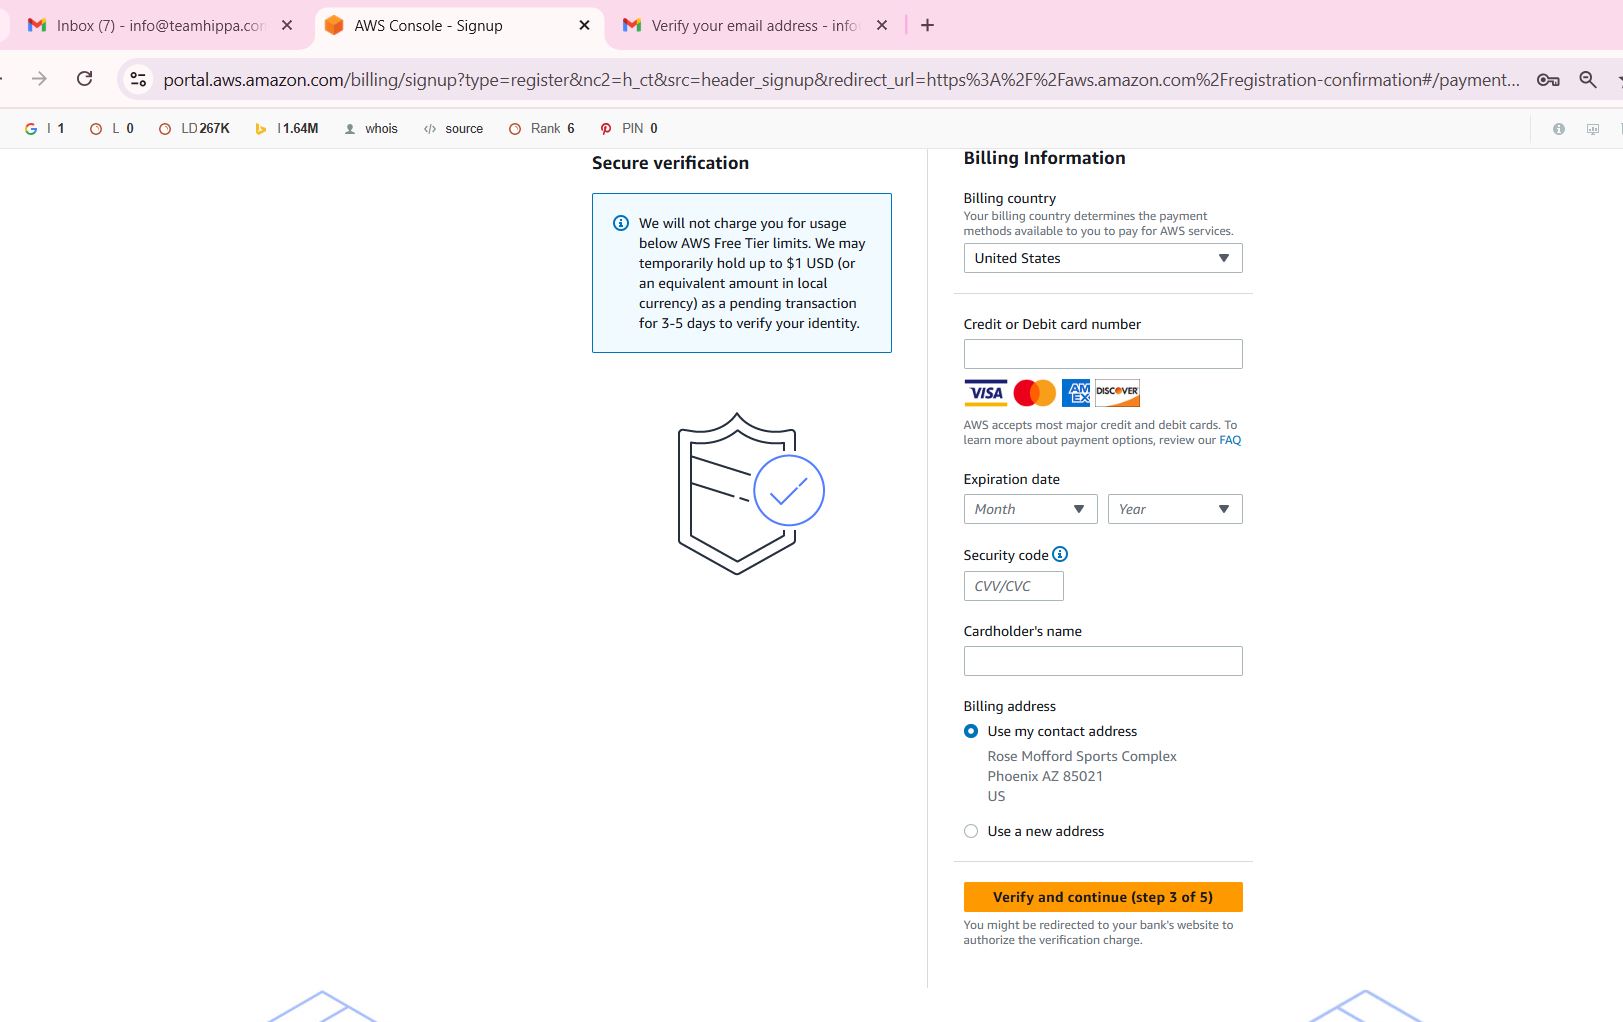 Inbox (7) - info@teamhippa.com
AWS Console - Signup
Verify your email address - info
portal.aws.amazon.com/billing/signup?type=register&nc2=h_ct&src=header_signup&redirect_url=https%3A%2F%2Faws.amazon.com%2Fregistration-confirmation#/payment...
I 1
L 0
LD 267K
I 1.64M
whois
source
Rank 6
PIN 0
Secure verification
We will not charge you for usage
below AWS Free Tier limits. We may
temporarily hold up to $1 USD (or
an equivalent amount in local
currency) as a pending transaction
for 3-5 days to verify your identity.
Billing Information
Billing country
Your billing country determines the payment
methods available to you to pay for AWS services.
United States
Credit or Debit card number
VISA
AM
EX
DISCOVER
AWS accepts most major credit and debit cards. To
learn more about payment options, review our FAQ
Expiration date
Month
Year
Security code
CVV/CVC
Cardholder's name
Billing address
Use my contact address
Rose Mofford Sports Complex
Phoenix AZ 85021
US
Use a new address
Verify and continue (step 3 of 5)
You might be redirected to your bank's website to
authorize the verification charge.